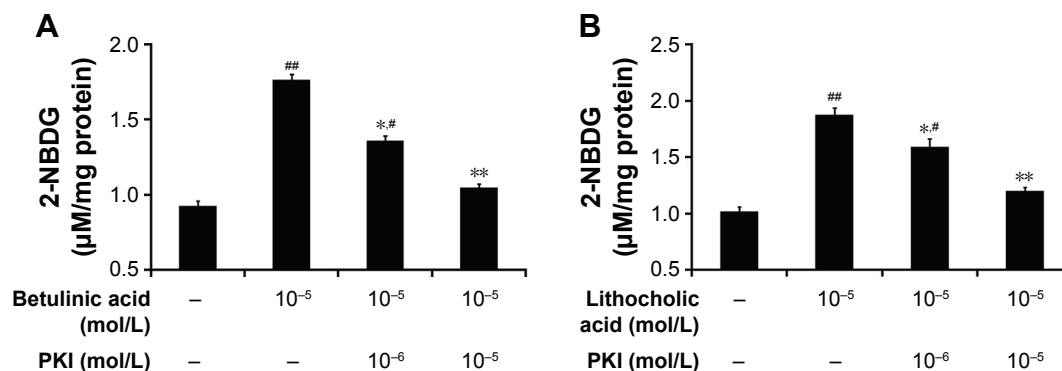 A
2-NBDG
(µM/mg protein)
2.0
1.5
1.0
0.5
##
*,#
**
Betulinic acid
(mol/L)
– 10⁻⁵ 10⁻⁵ 10⁻⁵
PKI (mol/L) – – 10⁻⁶ 10⁻⁵
B
2-NBDG
(µM/mg protein)
2.5
2.0
1.5
1.0
0.5
##
*,#
**
Lithocholic
acid (mol/L)
– 10⁻⁵ 10⁻⁵ 10⁻⁵
PKI (mol/L) – – 10⁻⁶ 10⁻⁵